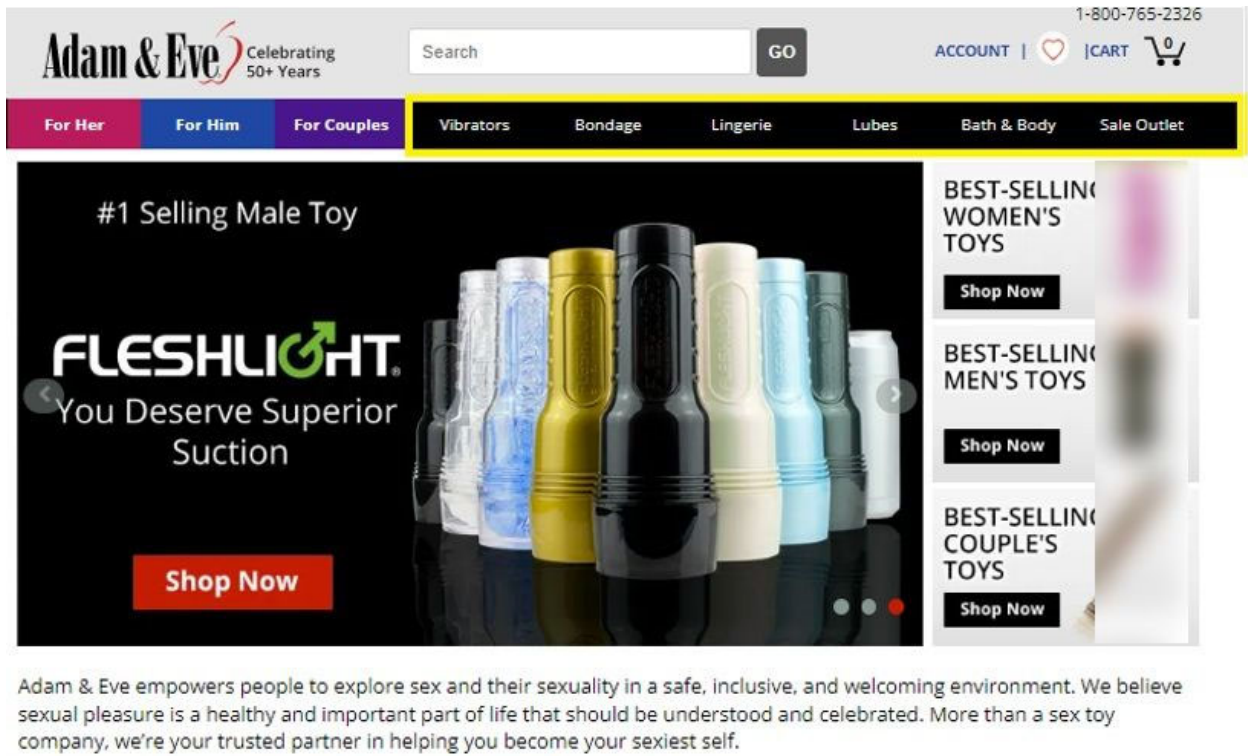 1-800-765-2326
Adam & Eve
Celebrating
50+ Years
Search
GO
ACCOUNT |
|CART
0
For Her
For Him
For Couples
Vibrators
Bondage
Lingerie
Lubes
Bath & Body
Sale Outlet
#1 Selling Male Toy
FLESHLIGHT®
You Deserve Superior
Suction
Shop Now
FLESHLIGHT
BEST-SELLING
WOMEN'S
TOYS
Shop Now
BEST-SELLING
MEN'S TOYS
Shop Now
BEST-SELLING
COUPLE'S
TOYS
Shop Now
Adam & Eve empowers people to explore sex and their sexuality in a safe, inclusive, and welcoming environment. We believe
sexual pleasure is a healthy and important part of life that should be understood and celebrated. More than a sex toy
company, we're your trusted partner in helping you become your sexiest self.